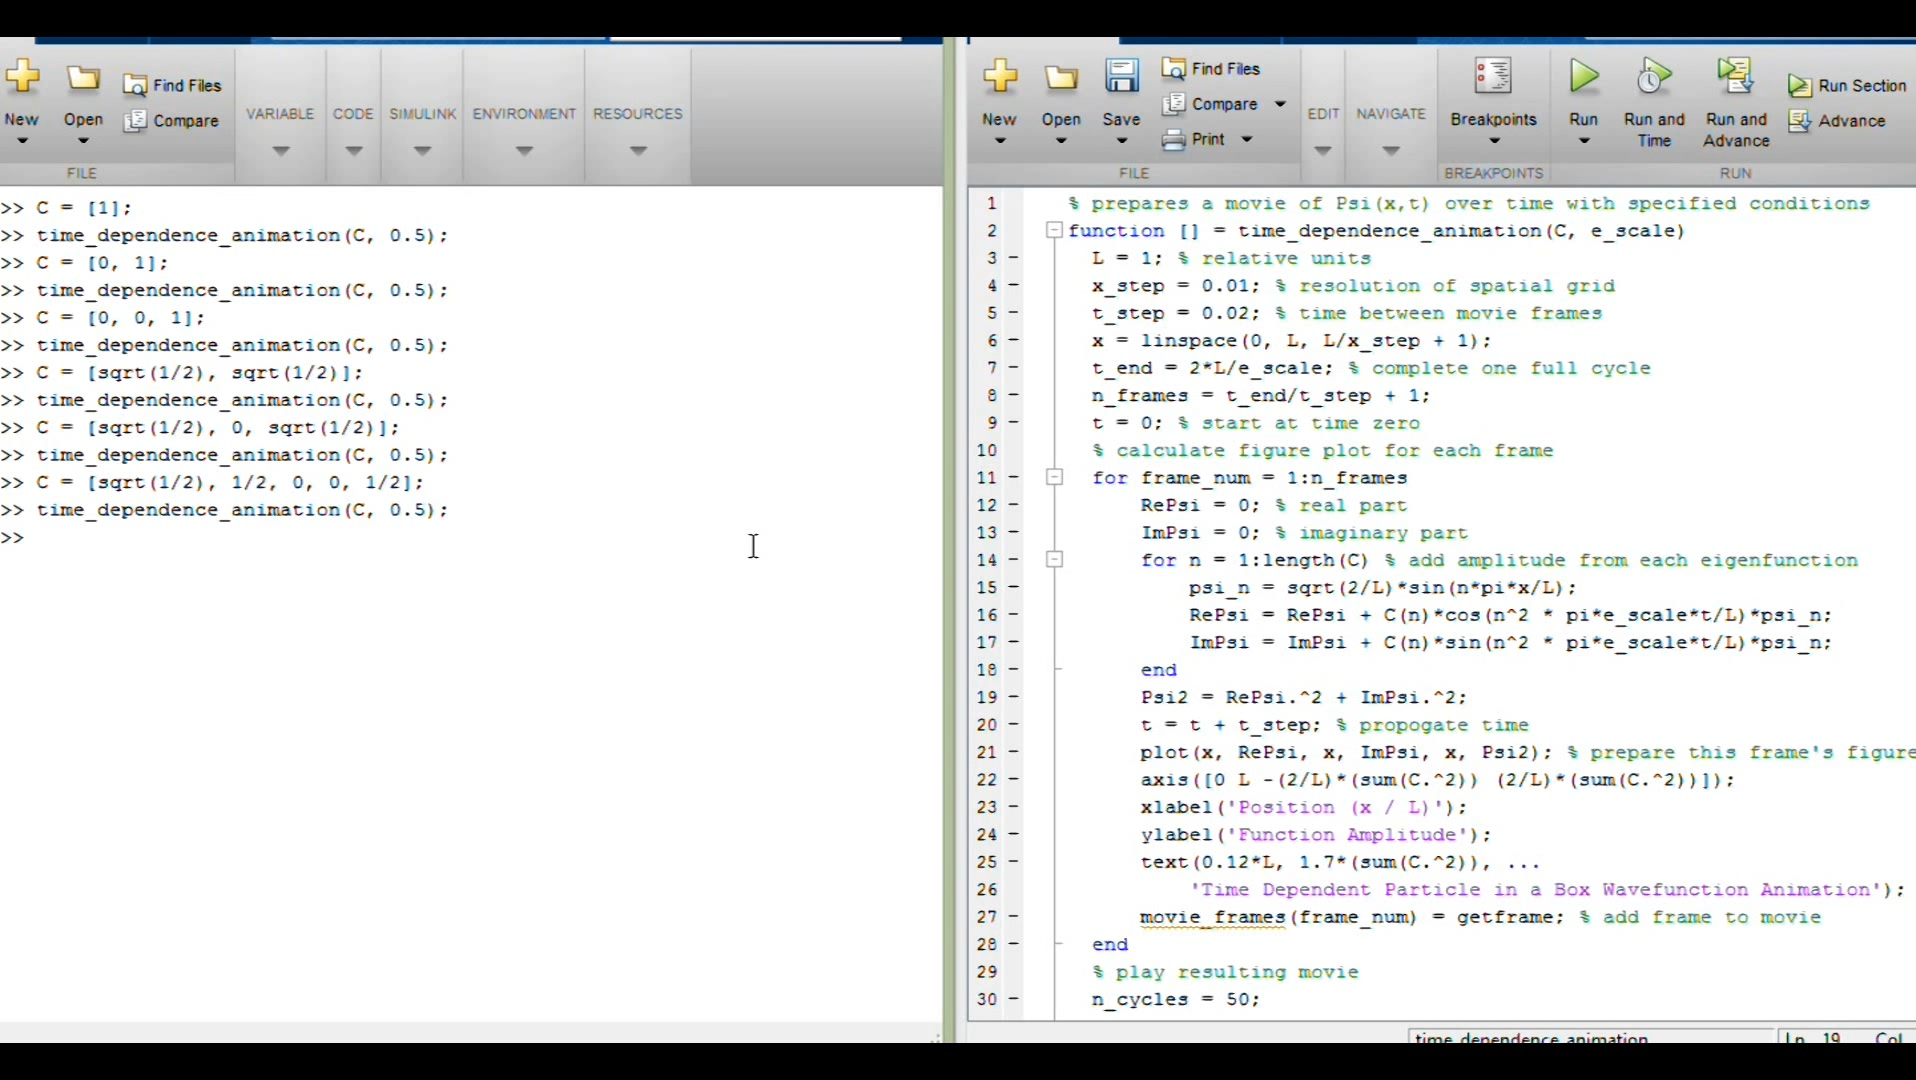 New
Open
Find Files
Compare
FILE
VARIABLE
CODE
SIMULINK
ENVIRONMENT
RESOURCES
>> C = [1];
>> time_dependence_animation(C, 0.5);
>> C = [0, 1];
>> time_dependence_animation(C, 0.5);
>> C = [0, 0, 1];
>> time_dependence_animation(C, 0.5);
>> C = [sqrt(1/2), sqrt(1/2)];
>> time_dependence_animation(C, 0.5);
>> C = [sqrt(1/2), 0, sqrt(1/2)];
>> time_dependence_animation(C, 0.5);
>> C = [sqrt(1/2), 1/2, 0, 0, 1/2];
>> time_dependence_animation(C, 0.5);
>>
New
Open
Save
Find Files
Compare
Print
FILE
EDIT
NAVIGATE
Breakpoints
BREAKPOINTS
Run
Run and Time
Run and Advance
Run Section
Advance
RUN
1 % prepares a movie of Psi(x,t) over time with specified conditions
2 function [] = time_dependence_animation(C, e_scale)
3 - L = 1; % relative units
4 - x_step = 0.01; % resolution of spatial grid
5 - t_step = 0.02; % time between movie frames
6 - x = linspace(0, L, L/x_step + 1);
7 - t_end = 2*L/e_scale; % complete one full cycle
8 - n_frames = t_end/t_step + 1;
9 - t = 0; % start at time zero
10 % calculate figure plot for each frame
11 - for frame_num = 1:n_frames
12 - RePsi = 0; % real part
13 - ImPsi = 0; % imaginary part
14 - for n = 1:length(C) % add amplitude from each eigenfunction
15 - psi_n = sqrt(2/L)*sin(n*pi*x/L);
16 - RePsi = RePsi + C(n)*cos(n^2 * pi*e_scale*t/L)*psi_n;
17 - ImPsi = ImPsi + C(n)*sin(n^2 * pi*e_scale*t/L)*psi_n;
18 - end
19 - Psi2 = RePsi.^2 + ImPsi.^2;
20 - t = t + t_step; % propogate time
21 - plot(x, RePsi, x, ImPsi, x, Psi2); % prepare this frame's figure
22 - axis([0 L -(2/L)*(sum(C.^2)) (2/L)*(sum(C.^2))]);
23 - xlabel('Position (x / L)');
24 - ylabel('Function Amplitude');
25 - text(0.12*L, 1.7*(sum(C.^2)), ...
26 'Time Dependent Particle in a Box Wavefunction Animation');
27 - movie_frames(frame_num) = getframe; % add frame to movie
28 - end
29 % play resulting movie
30 - n_cycles = 50;
time_dependence_animation
Ln 19 Col